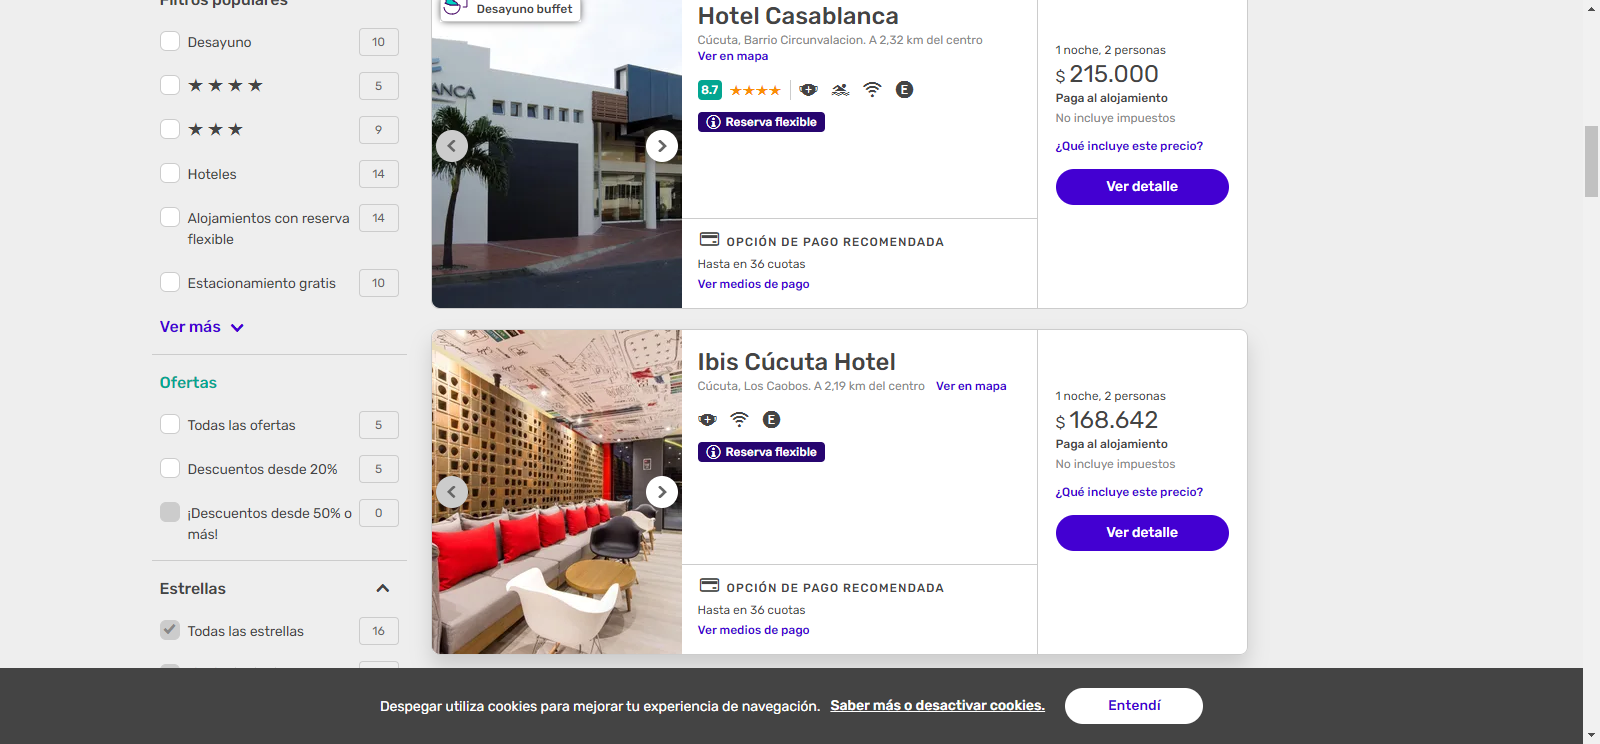 Filtros populares
Desayuno
10
★ ★ ★ ★
5
★ ★ ★
9
Hoteles
14
Alojamientos con reserva flexible
14
Estacionamiento gratis
10
Ver más
Ofertas
Todas las ofertas
5
Descuentos desde 20%
5
¡Descuentos desde 50% o más!
0
Estrellas
Todas las estrellas
16
Desayuno buffet
ANCA
Hotel Casablanca
Cúcuta, Barrio Circunvalacion. A 2,32 km del centro
Ver en mapa
8.7 ★★★★
E
Reserva flexible
OPCIÓN DE PAGO RECOMENDADA
Hasta en 36 cuotas
Ver medios de pago
1 noche, 2 personas
$ 215.000
Paga al alojamiento
No incluye impuestos
¿Qué incluye este precio?
Ver detalle
Ibis Cúcuta Hotel
Cúcuta, Los Caobos. A 2,19 km del centro Ver en mapa
E
Reserva flexible
OPCIÓN DE PAGO RECOMENDADA
Hasta en 36 cuotas
Ver medios de pago
1 noche, 2 personas
$ 168.642
Paga al alojamiento
No incluye impuestos
¿Qué incluye este precio?
Ver detalle
Despegar utiliza cookies para mejorar tu experiencia de navegación. Saber más o desactivar cookies.
Entendí